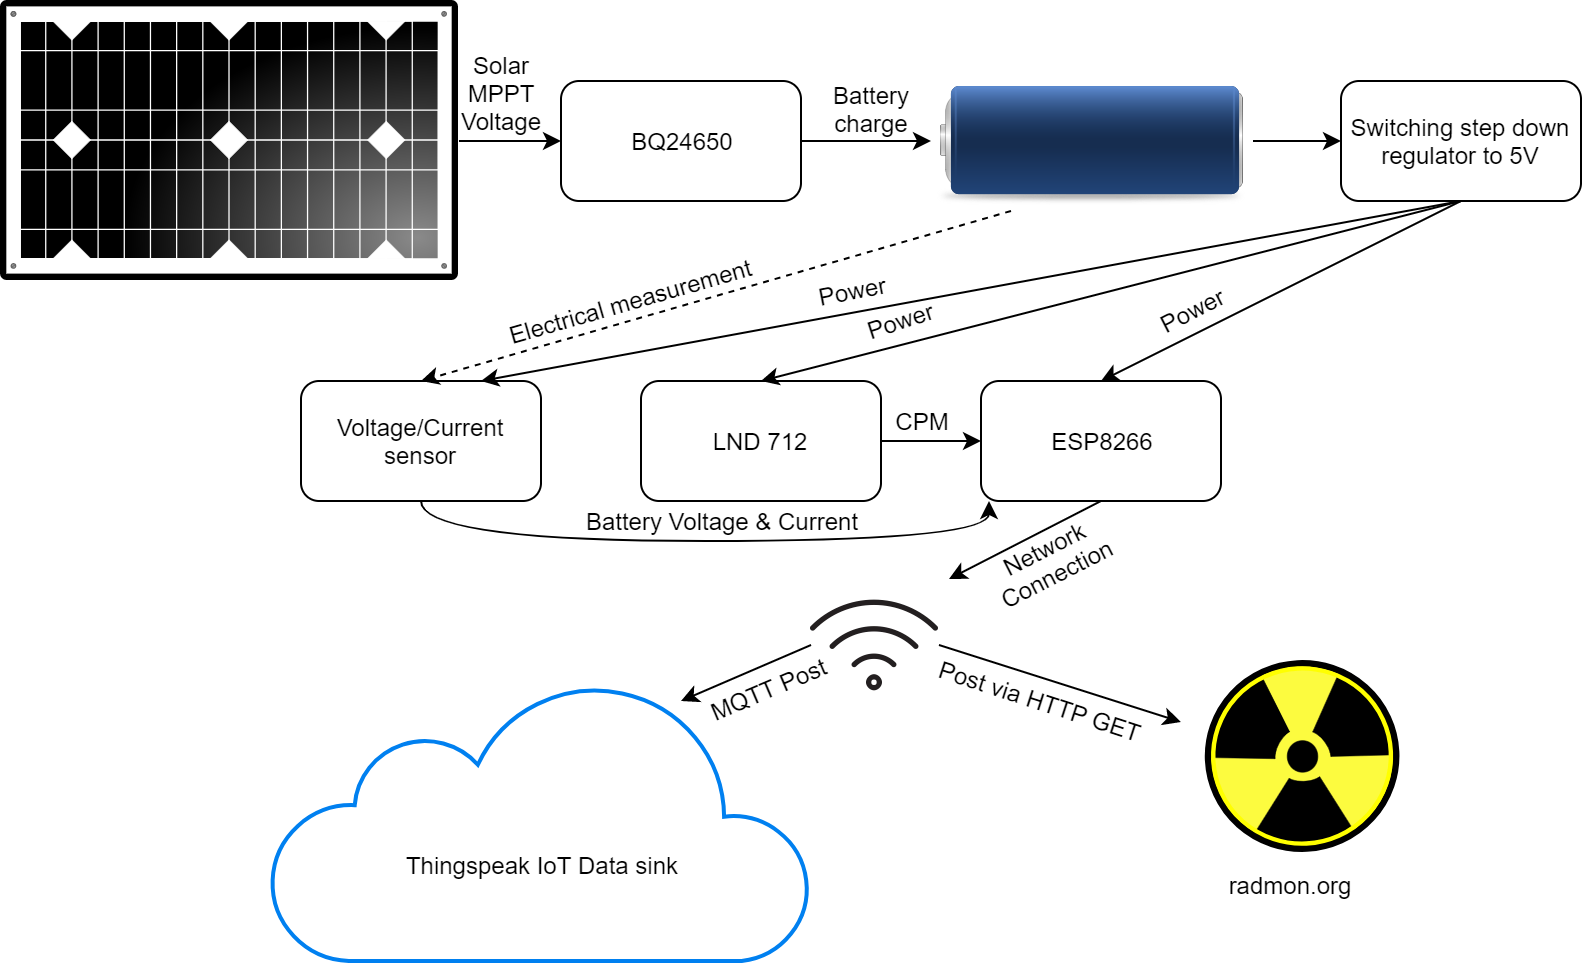 Solar
MPPT
Voltage
BQ24650
Battery
charge
Switching step down
regulator to 5V
Electrical measurement
Power
Power
Power
Voltage/Current
sensor
LND 712
CPM
ESP8266
Battery Voltage & Current
Network
Connection
MQTT Post
Post via HTTP GET
Thingspeak IoT Data sink
radmon.org